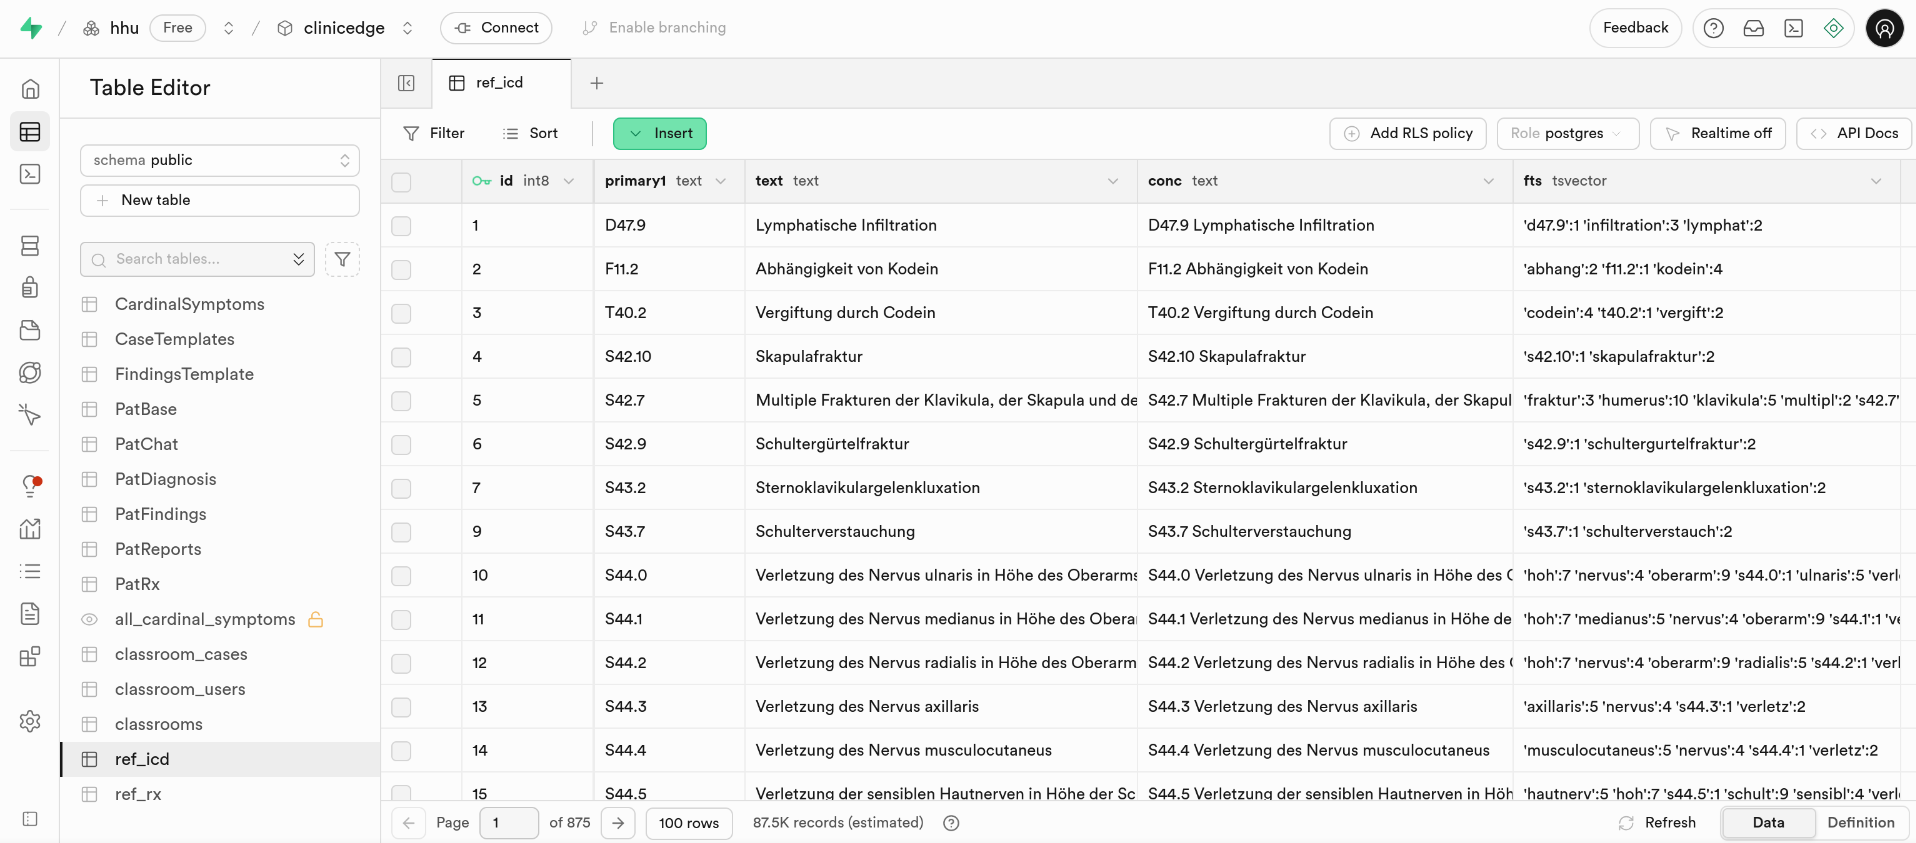 hhu Free clinicedge Connect Enable branching Feedback
Table Editor
schema public
New table
Search tables...
CardinalSymptoms
CaseTemplates
FindingsTemplate
PatBase
PatChat
PatDiagnosis
PatFindings
PatReports
PatRx
all_cardinal_symptoms
classroom_cases
classroom_users
classrooms
ref_icd
ref_rx
ref_icd
Filter Sort Insert Add RLS policy Role postgres Realtime off API Docs
id int8 primary1 text text text conc text fts tsvector
1 D47.9 Lymphatische Infiltration D47.9 Lymphatische Infiltration 'd47.9':1 'infiltration':3 'lymphat':2
2 F11.2 Abhängigkeit von Kodein F11.2 Abhängigkeit von Kodein 'abhang':2 'f11.2':1 'kodein':4
3 T40.2 Vergiftung durch Codein T40.2 Vergiftung durch Codein 'codein':4 't40.2':1 'vergift':2
4 S42.10 Skapulafraktur S42.10 Skapulafraktur 's42.10':1 'skapulafraktur':2
5 S42.7 Multiple Frakturen der Klavikula, der Skapula und de S42.7 Multiple Frakturen der Klavikula, der Skapul 'fraktur':3 'humerus':10 'klavikula':5 'multipl':2 's42.7'
6 S42.9 Schultergürtelfraktur S42.9 Schultergürtelfraktur 's42.9':1 'schultergurtelfraktur':2
7 S43.2 Sternoklavikulargelenkluxation S43.2 Sternoklavikulargelenkluxation 's43.2':1 'sternoklavikulargelenkluxation':2
9 S43.7 Schulterverstauchung S43.7 Schulterverstauchung 's43.7':1 'schulterverstauch':2
10 S44.0 Verletzung des Nervus ulnaris in Höhe des Oberarms S44.0 Verletzung des Nervus ulnaris in Höhe des 'hoh':7 'nervus':4 'oberarm':9 's44.0':1 'ulnaris':5 'verl
11 S44.1 Verletzung des Nervus medianus in Höhe des Obera S44.1 Verletzung des Nervus medianus in Höhe de 'hoh':7 'medianus':5 'nervus':4 'oberarm':9 's44.1':1 've
12 S44.2 Verletzung des Nervus radialis in Höhe des Oberarm S44.2 Verletzung des Nervus radialis in Höhe des 'hoh':7 'nervus':4 'oberarm':9 'radialis':5 's44.2':1 'verl
13 S44.3 Verletzung des Nervus axillaris S44.3 Verletzung des Nervus axillaris 'axillaris':5 'nervus':4 's44.3':1 'verletz':2
14 S44.4 Verletzung des Nervus musculocutaneus S44.4 Verletzung des Nervus musculocutaneus 'musculocutaneus':5 'nervus':4 's44.4':1 'verletz':2
15 S44.5 Verletzung der sensiblen Hautnerven in Höhe der Sc S44.5 Verletzung der sensiblen Hautnerven in Höh 'hautnerv':5 'hoh':7 's44.5':1 'schult':9 'sensibl':4 'verl
Page 1 of 875 100 rows 87.5K records (estimated) Refresh Data Definition